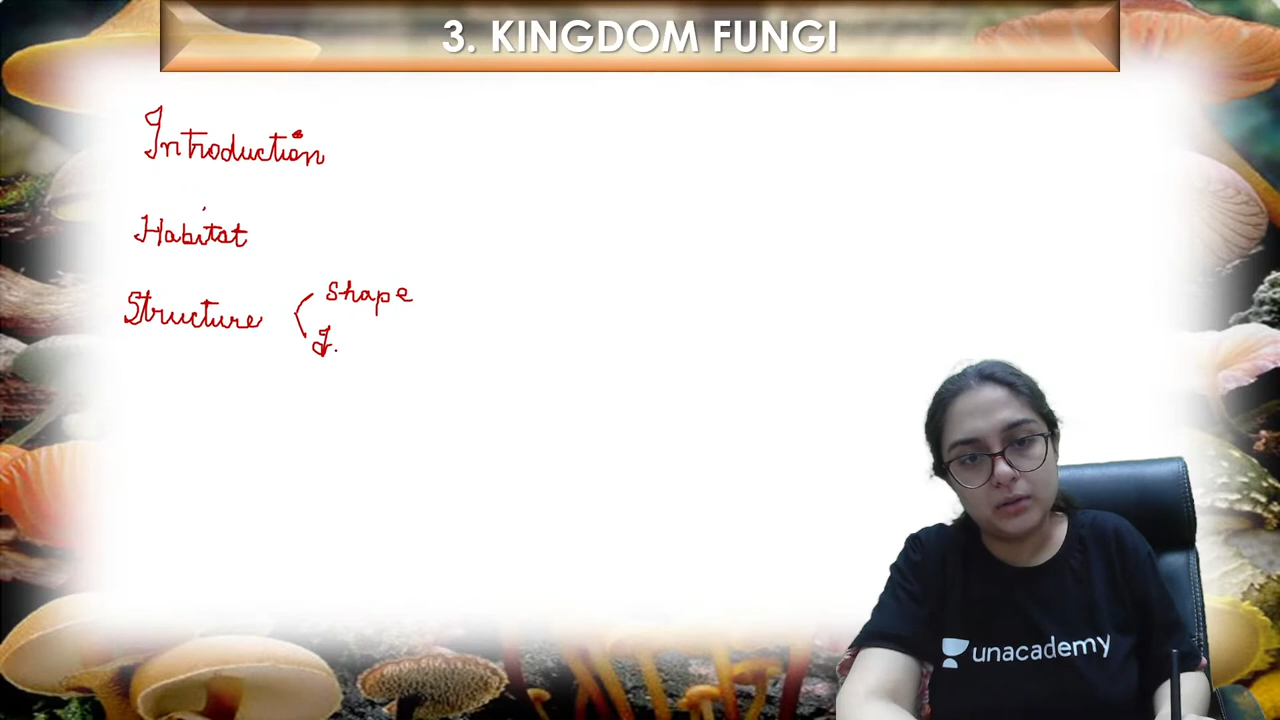 3. KINGDOM FUNGI
Introduction
Habitat
Structure
Shape
unacademy